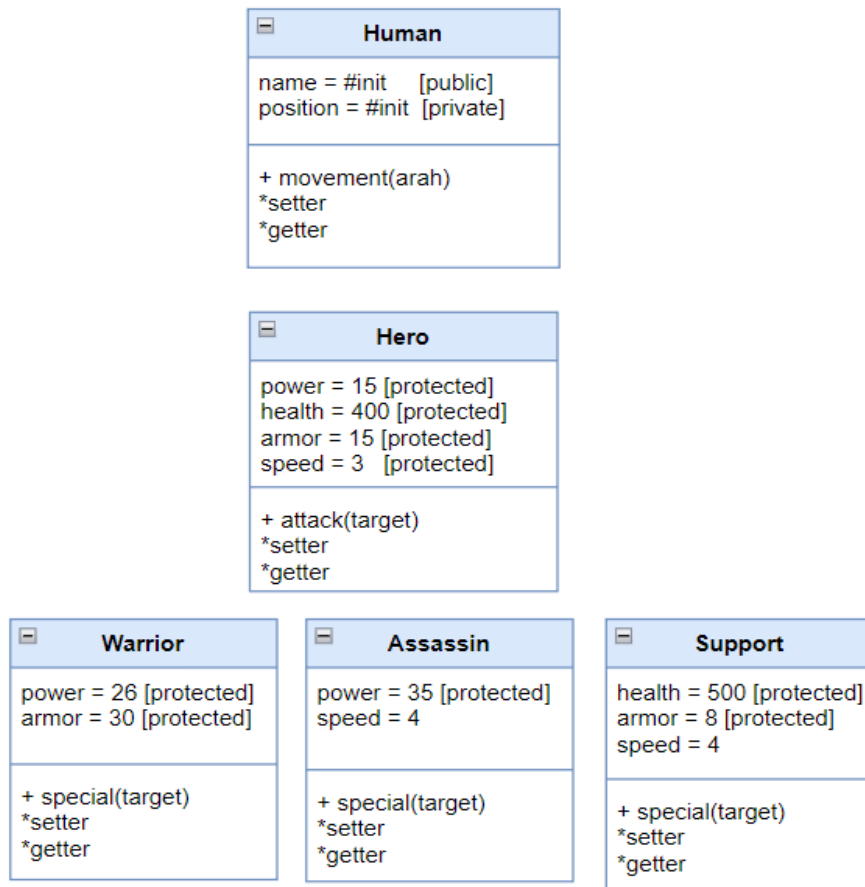 Human
name = #init [public]
position = #init [private]
+ movement(arah)
*setter
*getter
Hero
power = 15 [protected]
health = 400 [protected]
armor = 15 [protected]
speed = 3 [protected]
+ attack(target)
*setter
*getter
Warrior
power = 26 [protected]
armor = 30 [protected]
+ special(target)
*setter
*getter
Assassin
power = 35 [protected]
speed = 4
+ special(target)
*setter
*getter
Support
health = 500 [protected]
armor = 8 [protected]
speed = 4
+ special(target)
*setter
*getter